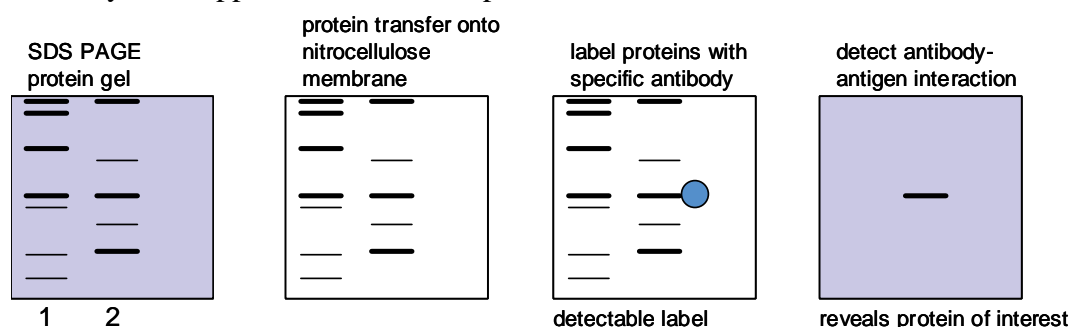 SDS PAGE
protein gel
protein transfer onto
nitrocellulose
membrane
label proteins with
specific antibody
detect antibody-
antigen interaction
1 2
detectable label
reveals protein of interest